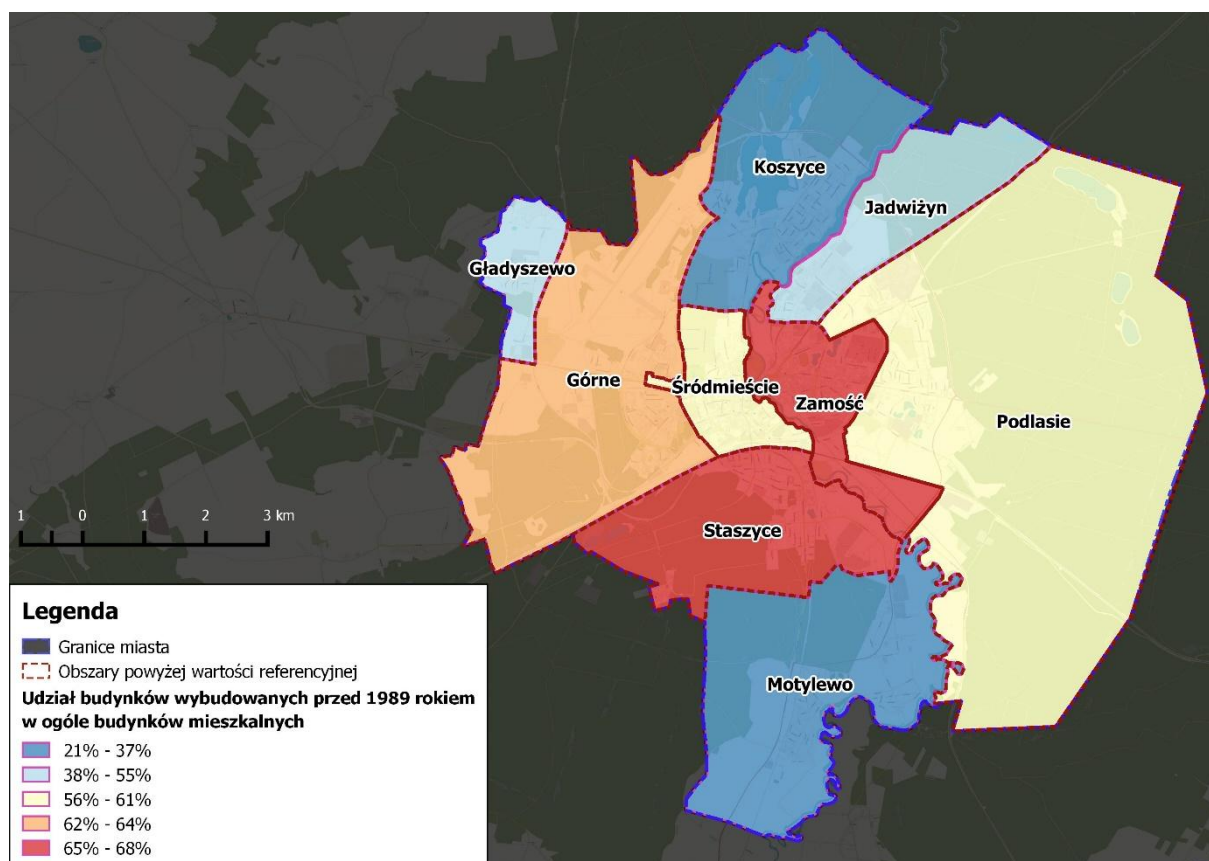 Koszyce
Jadwiżyn
Gładyszewo
Górne
Śródmieście
Zamość
Podlasie
Staszyce
Motylewo
1 0 1 2 3 km
Legenda
Granice miasta
Obszary powyżej wartości referencyjnej
Udział budynków wybudowanych przed 1989 rokiem
w ogóle budynków mieszkalnych
21% - 37%
38% - 55%
56% - 61%
62% - 64%
65% - 68%